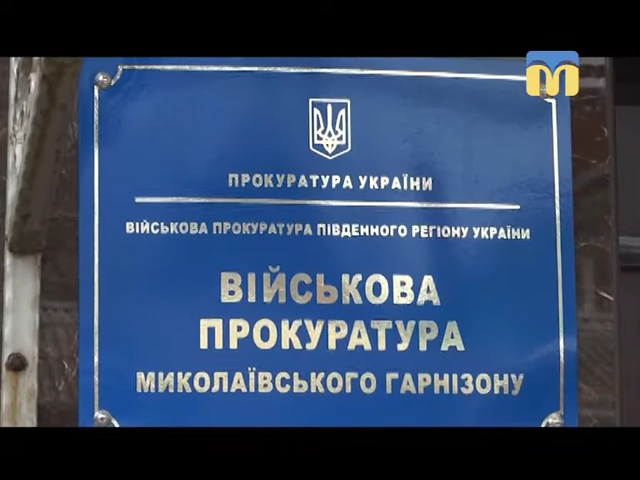 ПРОКУРАТУРА УКРАЇНИ
ВІЙСЬКОВА ПРОКУРАТУРА ПІВДЕННОГО РЕГІОНУ УКРАЇНИ
ВІЙСЬКОВА
ПРОКУРАТУРА
МИКОЛАЇВСЬКОГО ГАРНІЗОНУ